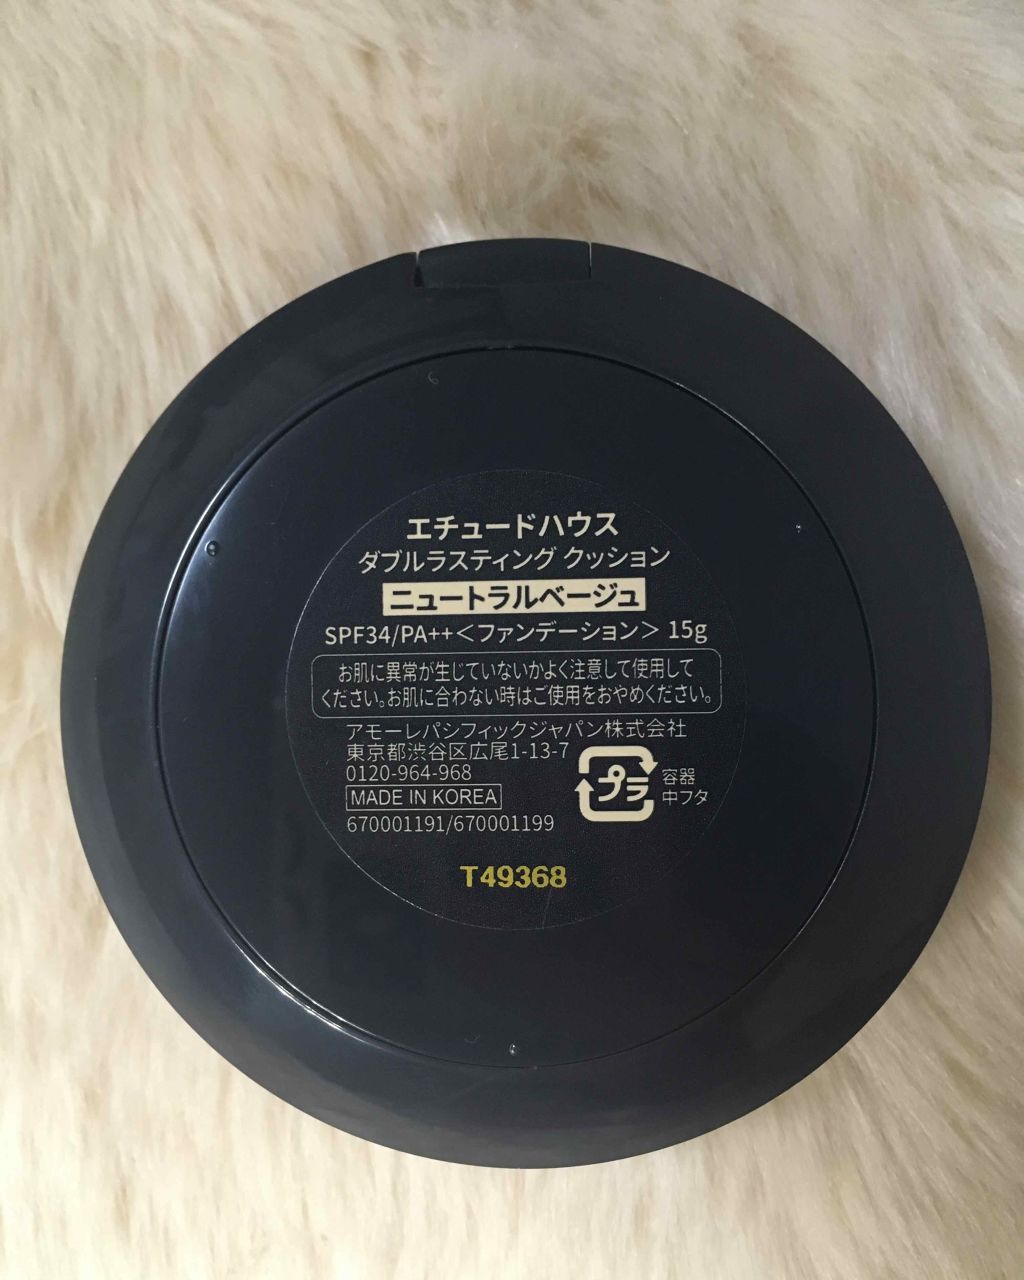 エチュードハウス
ダブルラスティング クッション
ニュートラルベージュ
SPF34/PA++＜ファンデーション＞ 15g
お肌に異常が生じていないかよく注意して使用して
ください。お肌に合わない時はご使用をおやめください。
アモーレパシフィックジャパン株式会社
東京都渋谷区広尾1-13-7
0120-964-968
MADE IN KOREA
670001191/670001199
プラ
容器
中フタ
T49368